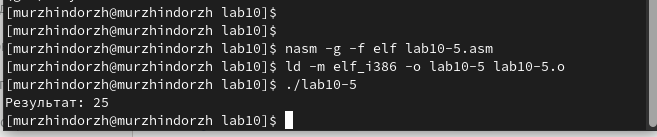 [murzhindorzh@murzhindorzh lab10]$
[murzhindorzh@murzhindorzh lab10]$
[murzhindorzh@murzhindorzh lab10]$ nasm -g -f elf lab10-5.asm
[murzhindorzh@murzhindorzh lab10]$ ld -m elf_i386 -o lab10-5 lab10-5.o
[murzhindorzh@murzhindorzh lab10]$ ./lab10-5
Результат: 25
[murzhindorzh@murzhindorzh lab10]$